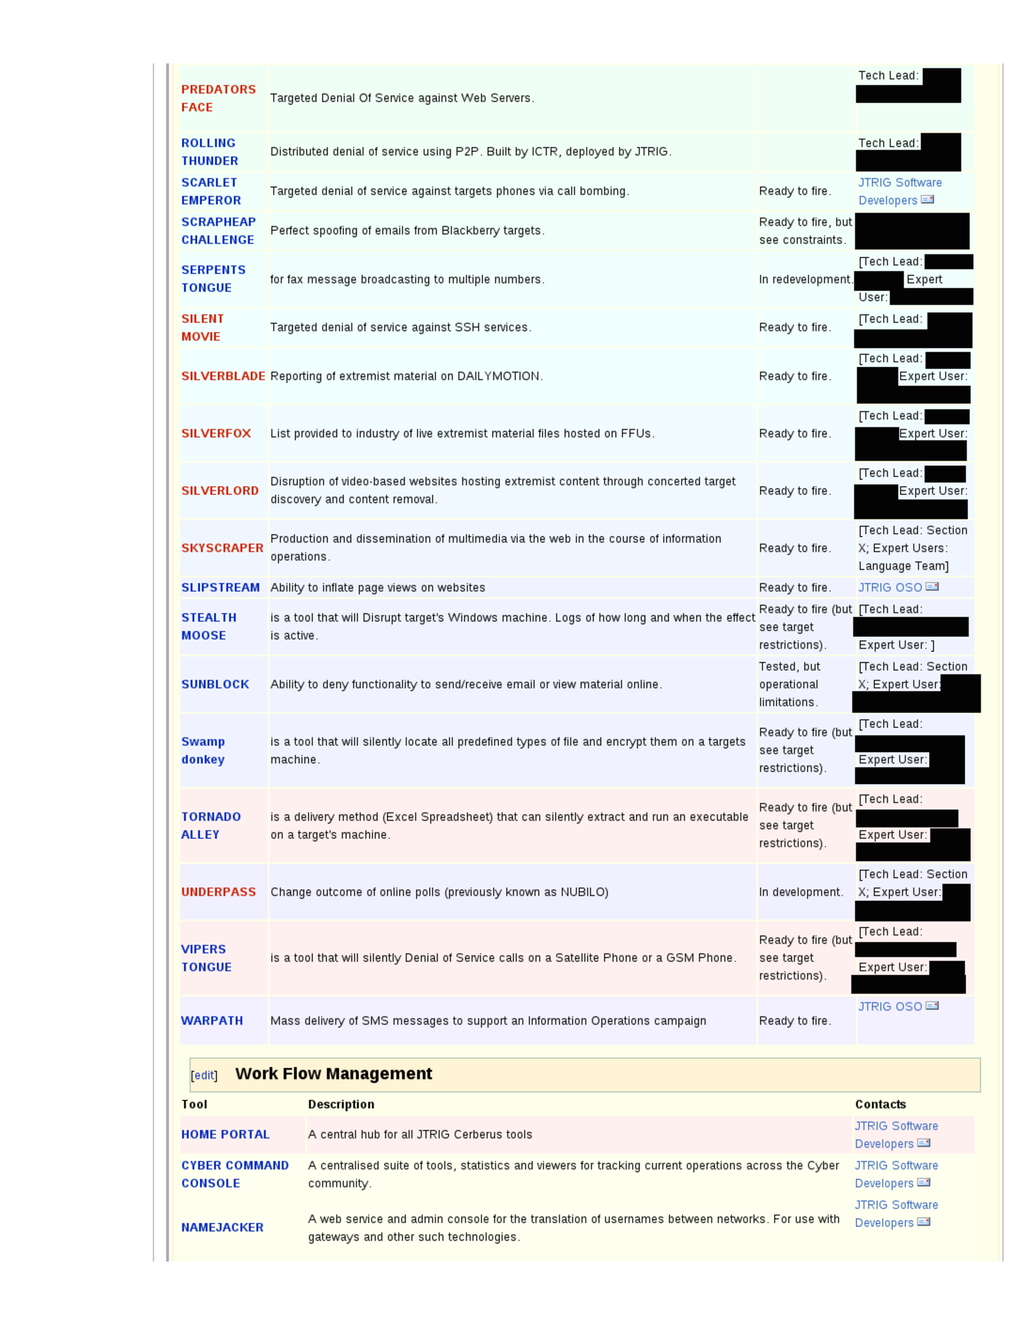 PREDATORS FACE
Targeted Denial Of Service against Web Servers.
Tech Lead:
ROLLING THUNDER
Distributed denial of service using P2P. Built by ICTR, deployed by JTRIG.
Tech Lead:
SCARLET EMPEROR
Targeted denial of service against targets phones via call bombing.
Ready to fire.
JTRIG Software
Developers
SCRAPHEAP CHALLENGE
Perfect spoofing of emails from Blackberry targets.
Ready to fire, but
see constraints.
SERPENTS TONGUE
for fax message broadcasting to multiple numbers.
In redevelopment.
[Tech Lead:
Expert
User:
SILENT MOVIE
Targeted denial of service against SSH services.
Ready to fire.
[Tech Lead:
SILVERBLADE
Reporting of extremist material on DAILYMOTION.
Ready to fire.
[Tech Lead:
Expert User:
SILVERFOX
List provided to industry of live extremist material files hosted on FFUs.
Ready to fire.
[Tech Lead:
Expert User:
SILVERLORD
Disruption of video-based websites hosting extremist content through concerted target
discovery and content removal.
Ready to fire.
[Tech Lead:
Expert User:
SKYSCRAPER
Production and dissemination of multimedia via the web in the course of information
operations.
Ready to fire.
[Tech Lead: Section
X; Expert Users:
Language Team]
SLIPSTREAM
Ability to inflate page views on websites
Ready to fire.
JTRIG OSO
STEALTH MOOSE
is a tool that will Disrupt target's Windows machine. Logs of how long and when the effect
is active.
Ready to fire (but
see target
restrictions).
[Tech Lead:
Expert User: ]
SUNBLOCK
Ability to deny functionality to send/receive email or view material online.
Tested, but
operational
limitations.
[Tech Lead: Section
X; Expert User:
Swamp donkey
is a tool that will silently locate all predefined types of file and encrypt them on a targets
machine.
Ready to fire (but
see target
restrictions).
[Tech Lead:
Expert User:
TORNADO ALLEY
is a delivery method (Excel Spreadsheet) that can silently extract and run an executable
on a target's machine.
Ready to fire (but
see target
restrictions).
[Tech Lead:
Expert User:
UNDERPASS
Change outcome of online polls (previously known as NUBILO)
In development.
[Tech Lead: Section
X; Expert User:
VIPERS TONGUE
is a tool that will silently Denial of Service calls on a Satellite Phone or a GSM Phone.
Ready to fire (but
see target
restrictions).
[Tech Lead:
Expert User:
WARPATH
Mass delivery of SMS messages to support an Information Operations campaign
Ready to fire.
JTRIG OSO
[edit] Work Flow Management
Tool Description Contacts
HOME PORTAL
A central hub for all JTRIG Cerberus tools
JTRIG Software
Developers
CYBER COMMAND CONSOLE
A centralised suite of tools, statistics and viewers for tracking current operations across the Cyber
community.
JTRIG Software
Developers
NAMEJACKER
A web service and admin console for the translation of usernames between networks. For use with
gateways and other such technologies.
JTRIG Software
Developers